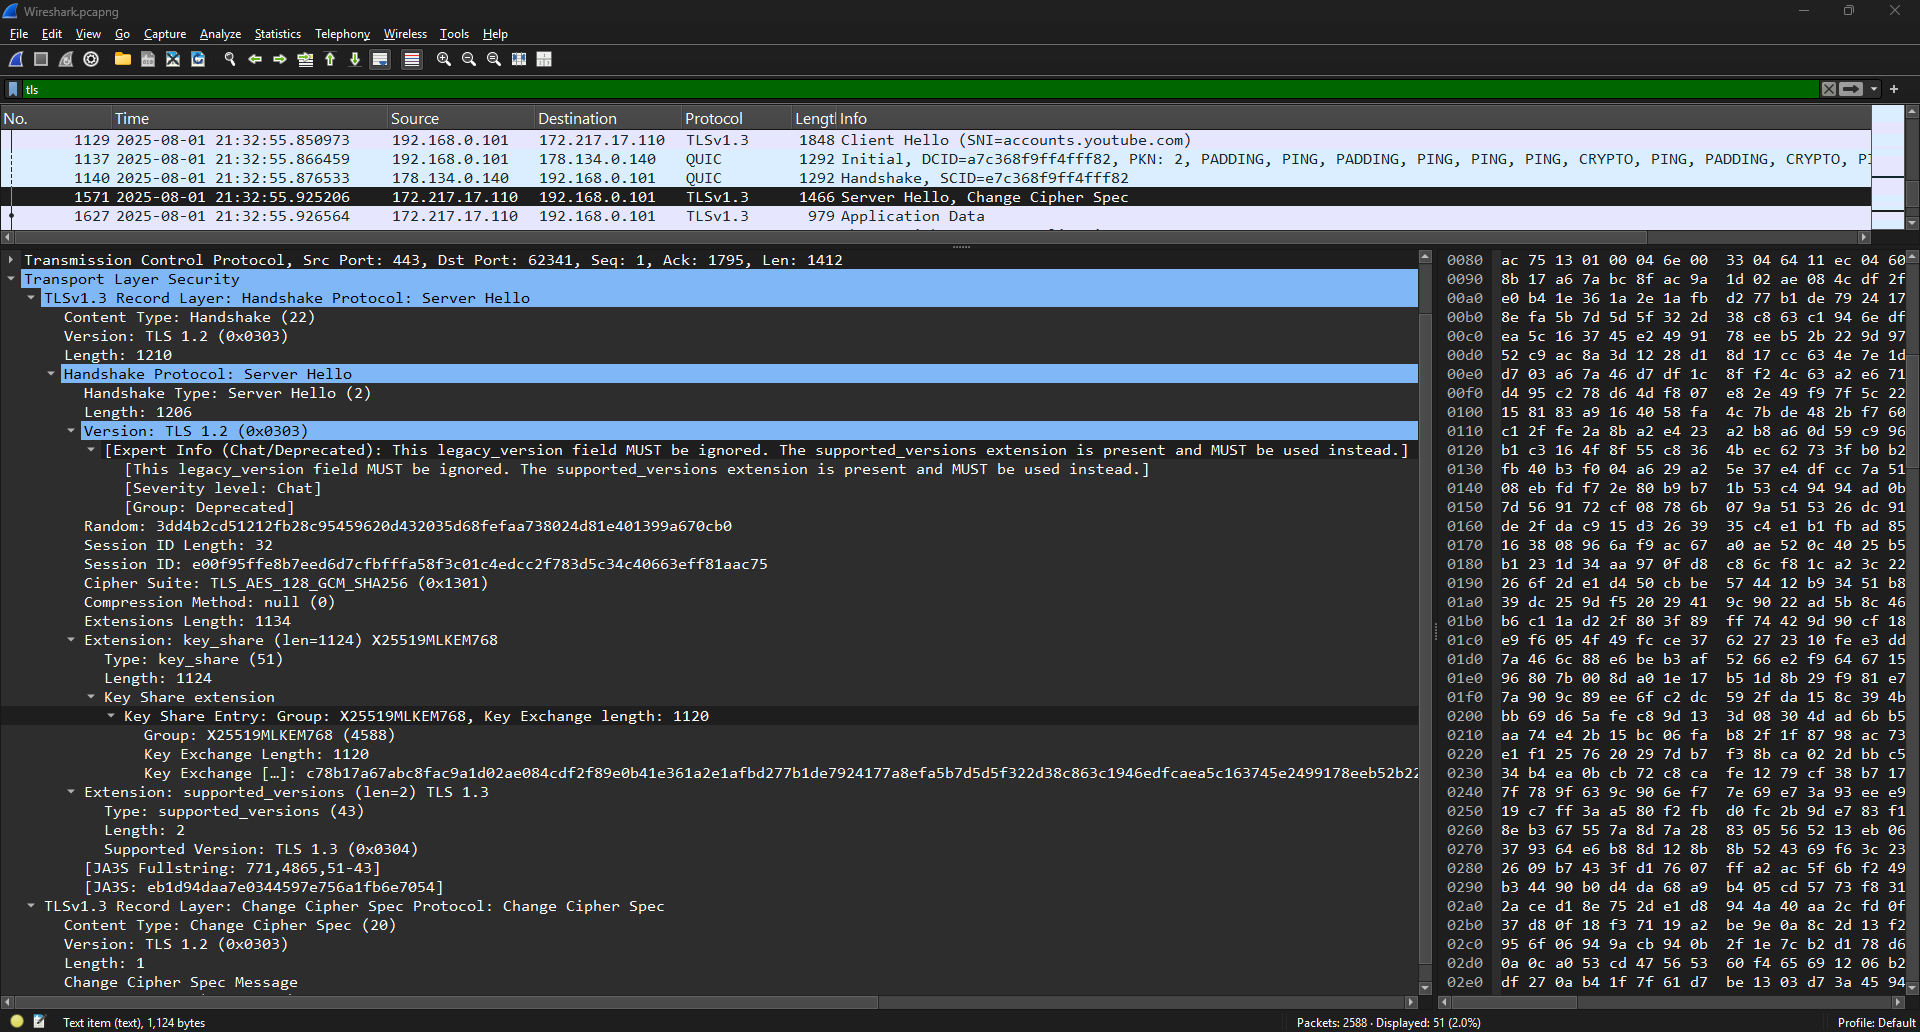 Wireshark.pcapng
File Edit View Go Capture Analyze Statistics Telephony Wireless Tools Help
tls
No. Time Source Destination Protocol Lengtl Info
1129 2025-08-01 21:32:55.850973 192.168.0.101 172.217.17.110 TLSv1.3 1848 Client Hello (SNI=accounts.youtube.com)
1137 2025-08-01 21:32:55.866459 192.168.0.101 178.134.0.140 QUIC 1292 Initial, DCID=a7c368f9ff4fff82, PKN: 2, PADDING, PING, PADDING, PING, PING, PING, CRYPTO, PING, PADDING, CRYPTO, PI
1140 2025-08-01 21:32:55.876533 178.134.0.140 192.168.0.101 QUIC 1292 Handshake, SCID=e7c368f9ff4fff82
1571 2025-08-01 21:32:55.925206 172.217.17.110 192.168.0.101 TLSv1.3 1466 Server Hello, Change Cipher Spec
1627 2025-08-01 21:32:55.926564 172.217.17.110 192.168.0.101 TLSv1.3 979 Application Data
Transmission Control Protocol, Src Port: 443, Dst Port: 62341, Seq: 1, Ack: 1795, Len: 1412
Transport Layer Security
TLSv1.3 Record Layer: Handshake Protocol: Server Hello
Content Type: Handshake (22)
Version: TLS 1.2 (0x0303)
Length: 1210
Handshake Protocol: Server Hello
Handshake Type: Server Hello (2)
Length: 1206
Version: TLS 1.2 (0x0303)
[Expert Info (Chat/Deprecated): This legacy_version field MUST be ignored. The supported_versions extension is present and MUST be used instead.]
[This legacy_version field MUST be ignored. The supported_versions extension is present and MUST be used instead.]
[Severity level: Chat]
[Group: Deprecated]
Random: 3dd4b2cd51212fb28c95459620d432035d68fefaa738024d81e401399a670cb0
Session ID Length: 32
Session ID: e00f95ffe8b7eed6d7cfbfffa58f3c01c4edcc2f783d5c34c40663eff81aac75
Cipher Suite: TLS_AES_128_GCM_SHA256 (0x1301)
Compression Method: null (0)
Extensions Length: 1134
Extension: key_share (len=1124) X25519MLKEM768
Type: key_share (51)
Length: 1124
Key Share extension
Key Share Entry: Group: X25519MLKEM768, Key Exchange length: 1120
Group: X25519MLKEM768 (4588)
Key Exchange Length: 1120
Key Exchange […]: c78b17a67abc8fac9a1d02ae084cdf2f89e0b41e361a2e1afbd277b1de7924177a8efa5b7d5d5f322d38c863c1946edfcaea5c163745e2499178eeb52b22
Extension: supported_versions (len=2) TLS 1.3
Type: supported_versions (43)
Length: 2
Supported Version: TLS 1.3 (0x0304)
[JA3S Fullstring: 771,4865,51-43]
[JA3S: eb1d94daa7e0344597e756a1fb6e7054]
TLSv1.3 Record Layer: Change Cipher Spec Protocol: Change Cipher Spec
Content Type: Change Cipher Spec (20)
Version: TLS 1.2 (0x0303)
Length: 1
Change Cipher Spec Message
0080 ac 75 13 01 00 04 6e 00 33 04 64 11 ec 04 60
0090 8b 17 a6 7a bc 8f ac 9a 1d 02 ae 08 4c df 2f
00a0 e0 b4 1e 36 1a 2e 1a fb d2 77 b1 de 79 24 17
00b0 8e fa 5b 7d 5d 5f 32 2d 38 c8 63 c1 94 6e df
00c0 ea 5c 16 37 45 e2 49 91 78 ee b5 2b 22 9d 97
00d0 52 c9 ac 8a 3d 12 28 d1 8d 17 cc 63 4e 7e 1d
00e0 d7 03 a6 7a 46 d7 df 1c 8f f2 4c 63 a2 e6 71
00f0 d4 95 c2 78 d6 4d f8 07 e8 2e 49 f9 7f 5c 22
0100 15 81 83 a9 16 40 58 fa 4c 7b de 48 2b f7 60
0110 c1 2f fe 2a 8b a2 e4 23 a2 b8 a6 0d 59 c9 96
0120 b1 c3 16 4f 8f 55 c8 36 4b ec 62 73 3f b0 b2
0130 fb 40 b3 f0 04 a6 29 a2 5e 37 e4 df cc 7a 51
0140 08 eb fd f7 2e 80 b9 b7 1b 53 c4 94 94 ad 0b
0150 7d 56 91 72 cf 08 78 6b 07 9a 51 53 26 dc 91
0160 de 2f da c9 15 d3 26 39 35 c4 e1 b1 fb ad 85
0170 16 38 08 96 6a f9 ac 67 a0 ae 52 0c 40 25 b5
0180 b1 23 1d 34 aa 97 0f d8 c8 6c f8 1c a2 3c 22
0190 26 6f 2d e1 d4 50 cb be 57 44 12 b9 34 51 b8
01a0 39 dc 25 9d f5 20 29 41 9c 90 22 ad 5b 8c 46
01b0 b6 c1 1a d2 2f 80 3f 89 ff 74 42 9d 90 cf 18
01c0 e9 f6 05 4f 49 fc ce 37 62 27 23 10 fe e3 dd
01d0 7a 46 6c 88 e6 be b3 af 52 66 e2 f9 64 67 15
01e0 96 80 7b 00 8d a0 1e 17 b5 1d 8b 29 f9 81 e7
01f0 7a 90 9c 89 ee 6f c2 dc 59 2f da 15 8c 39 4b
0200 bb 69 d6 5a fe c8 9d 13 3d 08 30 4d ad 6b b5
0210 aa 74 e4 2b 15 bc 06 fa b8 2f 1f 87 98 ac 73
0220 e1 f1 25 76 20 29 7d b7 f3 8b ca 02 2d bb c5
0230 34 b4 ea 0b cb 72 c8 ca fe 12 79 cf 38 b7 17
0240 7f 78 9f 63 9c 90 6e f7 7e 69 e7 3a 93 ee e9
0250 19 c7 ff 3a a5 80 f2 fb d0 fc 2b 9d e7 83 f1
0260 8e b3 67 55 7a 8d 7a 28 83 05 56 52 13 eb 06
0270 37 93 64 e6 b8 8d 12 8b 8b 52 43 69 f6 3c 23
0280 26 09 b7 43 3f d1 76 07 ff a2 ac 5f 6b f2 49
0290 b3 44 90 b0 d4 da 68 a9 b4 05 cd 57 73 f8 31
02a0 2a ce d1 8e 75 2d e1 d8 94 4a 40 aa 2c fd 0f
02b0 37 d8 0f 18 f3 71 19 a2 be 9e 0a 8c 2d 13 f2
02c0 95 6f 06 94 9a cb 94 0b 2f 1e 7c b2 d1 78 d6
02d0 0a 0c a0 53 cd 47 56 53 60 f4 65 69 12 06 b2
02e0 df 27 0a b4 1f 7f 61 d7 be 13 03 d7 3a 45 94
Text item (text), 1,124 bytes
Packets: 2588 · Displayed: 51 (2.0%)
Profile: Default